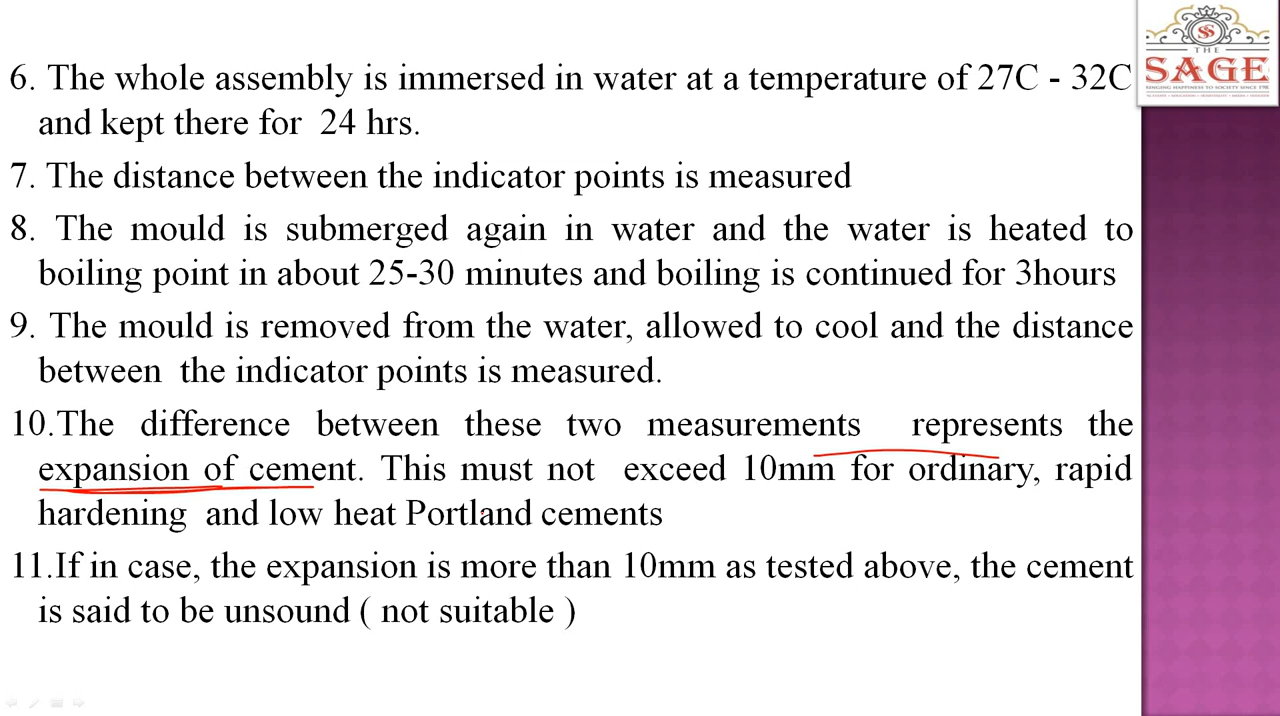 6. The whole assembly is immersed in water at a temperature of 27C - 32C
and kept there for 24 hrs.
7. The distance between the indicator points is measured
8. The mould is submerged again in water and the water is heated to
boiling point in about 25-30 minutes and boiling is continued for 3hours
9. The mould is removed from the water, allowed to cool and the distance
between the indicator points is measured.
10.The difference between these two measurements represents the
expansion of cement. This must not exceed 10mm for ordinary, rapid
hardening and low heat Portland cements
11.If in case, the expansion is more than 10mm as tested above, the cement
is said to be unsound ( not suitable )
THE
SAGE